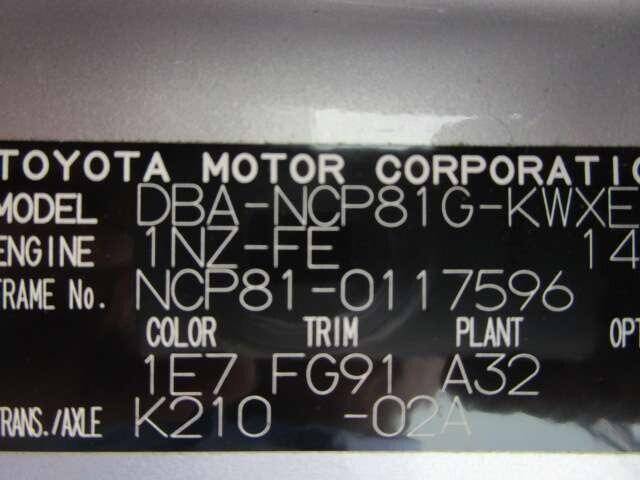 TOYOTA MOTOR CORPORATIO
MODEL DBA-NCP81G-KWXE
ENGINE 1NZ-FE 14
FRAME No. NCP81-0117596
COLOR TRIM PLANT OPT
1E7 FG91 A32
TRANS./AXLE K210 -02A